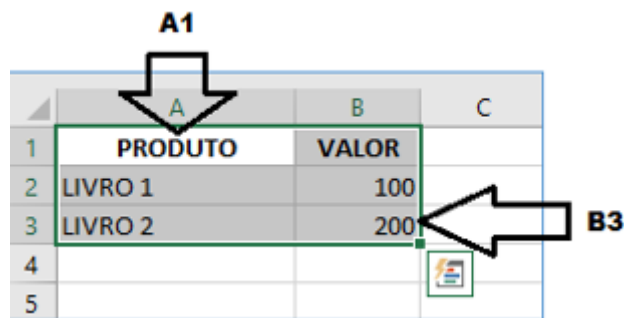 A1
A B C
1 PRODUTO VALOR
2 LIVRO 1 100
3 LIVRO 2 200
B3
4
5